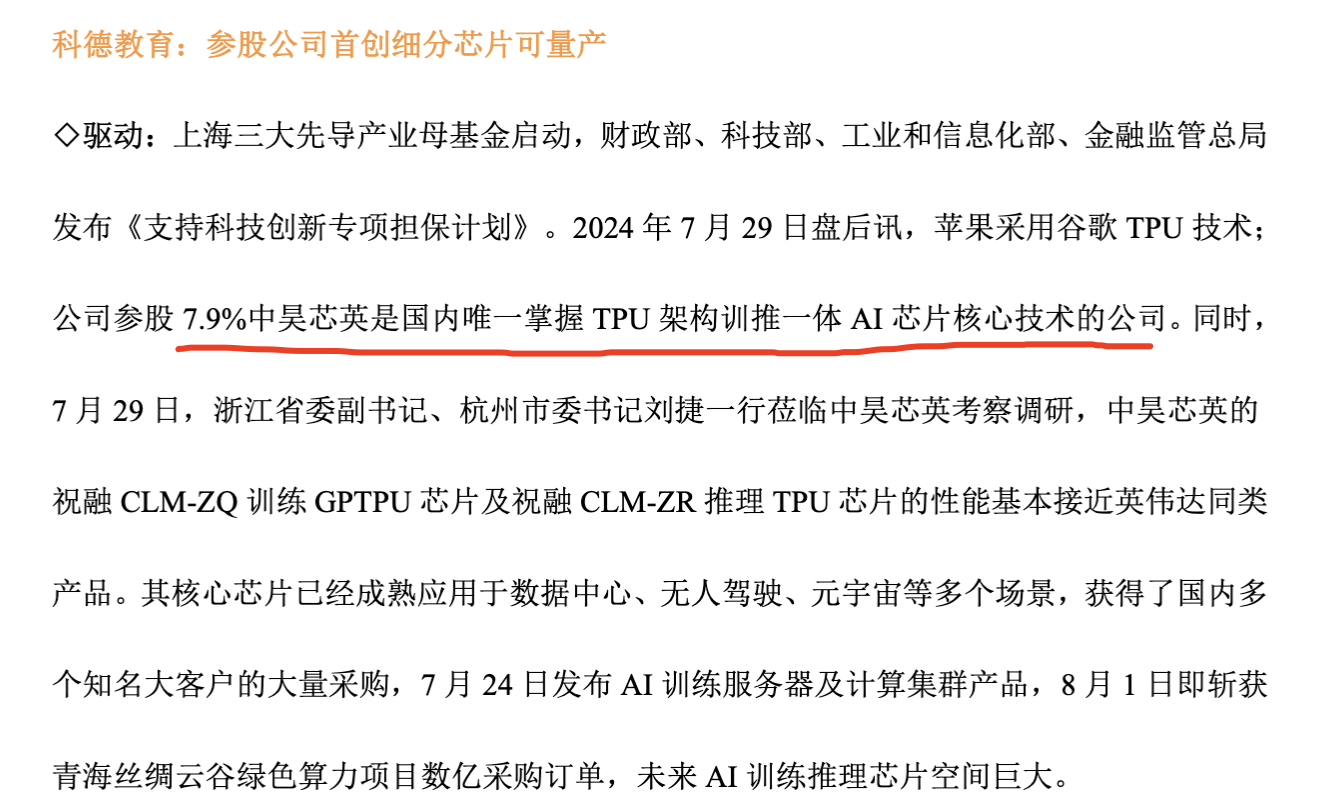 科德教育：参股公司首创细分芯片可量产
◇驱动：上海三大先导产业母基金启动，财政部、科技部、工业和信息化部、金融监管总局
发布《支持科技创新专项担保计划》。2024 年 7 月 29 日盘后讯，苹果采用谷歌 TPU 技术；
公司参股 7.9%中昊芯英是国内唯一掌握 TPU 架构训推一体 AI 芯片核心技术的公司。同时，
7 月 29 日，浙江省委副书记、杭州市委书记刘捷一行莅临中昊芯英考察调研，中昊芯英的
祝融 CLM-ZQ 训练 GPTPU 芯片及祝融 CLM-ZR 推理 TPU 芯片的性能基本接近英伟达同类
产品。其核心芯片已经成熟应用于数据中心、无人驾驶、元宇宙等多个场景，获得了国内多
个知名大客户的大量采购，7 月 24 日发布 AI 训练服务器及计算集群产品，8 月 1 日即斩获
青海丝绸云谷绿色算力项目数亿采购订单，未来 AI 训练推理芯片空间巨大。